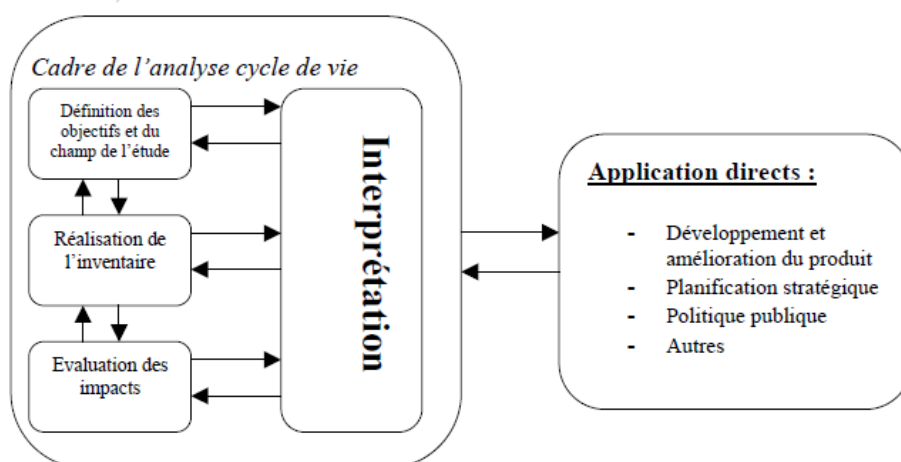 Cadre de l'analyse cycle de vie
Définition des
objectifs et du
champ de l'étude
Réalisation de
l'inventaire
Evaluation des
impacts
Interprétation
Application directs :
- Développement et
amélioration du produit
- Planification stratégique
- Politique publique
- Autres